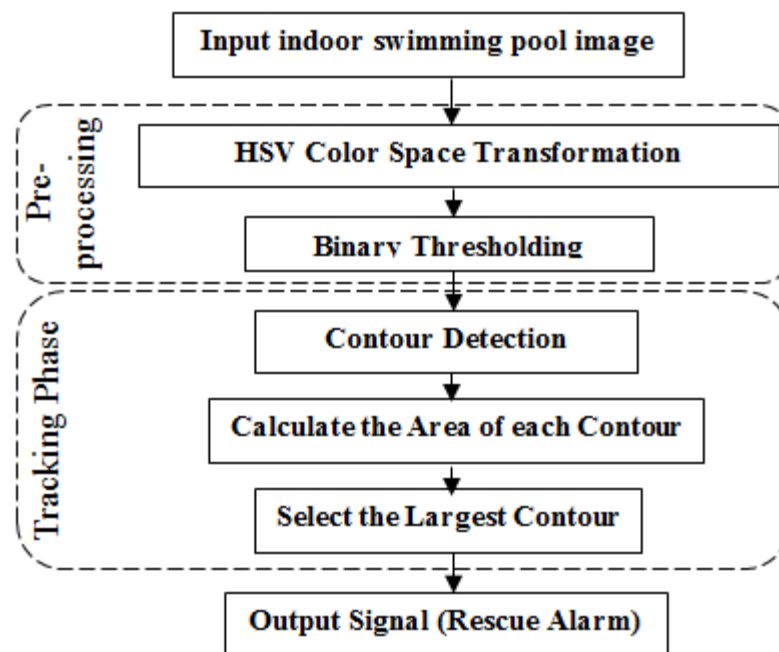 Input indoor swimming pool image
Pre-
processing
HSV Color Space Transformation
Binary Thresholding
Tracking Phase
Contour Detection
Calculate the Area of each Contour
Select the Largest Contour
Output Signal (Rescue Alarm)